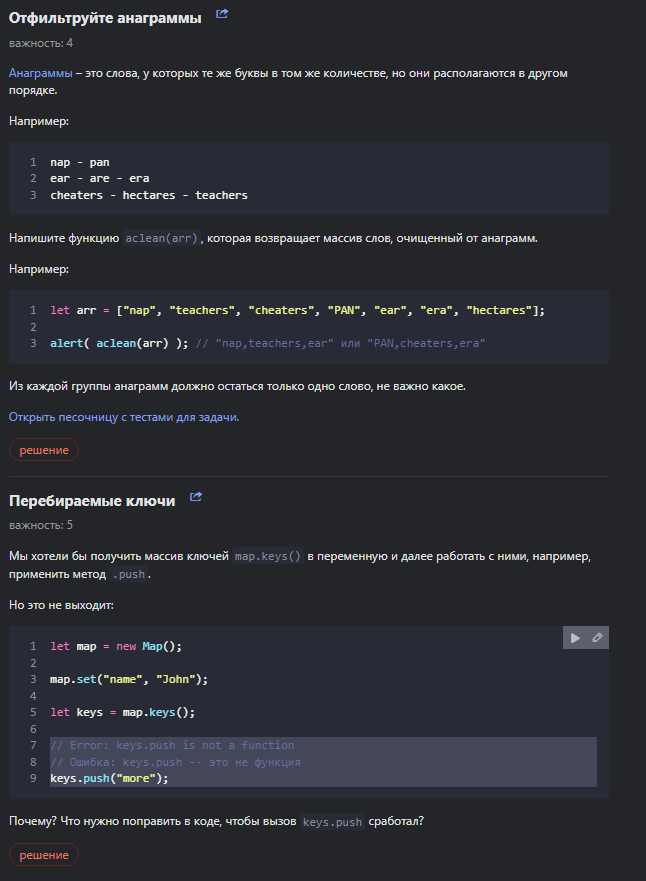 Отфильтруйте анаграммы
важность: 4
Анаграммы – это слова, у которых те же буквы в том же количестве, но они располагаются в другом
порядке.
Например:
1 nap - pan
2 ear - are - era
3 cheaters - hectares - teachers
Напишите функцию aclean(arr), которая возвращает массив слов, очищенный от анаграмм.
Например:
1 let arr = ["nap", "teachers", "cheaters", "PAN", "ear", "era", "hectares"];
2
3 alert( aclean(arr) ); // "nap,teachers,ear" или "PAN,cheaters,era"
Из каждой группы анаграмм должно остаться только одно слово, не важно какое.
Открыть песочницу с тестами для задачи.
решение
Перебираемые ключи
важность: 5
Мы хотели бы получить массив ключей map.keys() в переменную и далее работать с ними, например,
применить метод .push.
Но это не выходит:
1 let map = new Map();
2
3 map.set("name", "John");
4
5 let keys = map.keys();
6
7 // Error: keys.push is not a function
8 // Ошибка: keys.push -- это не функция
9 keys.push("more");
Почему? Что нужно поправить в коде, чтобы вызов keys.push сработал?
решение